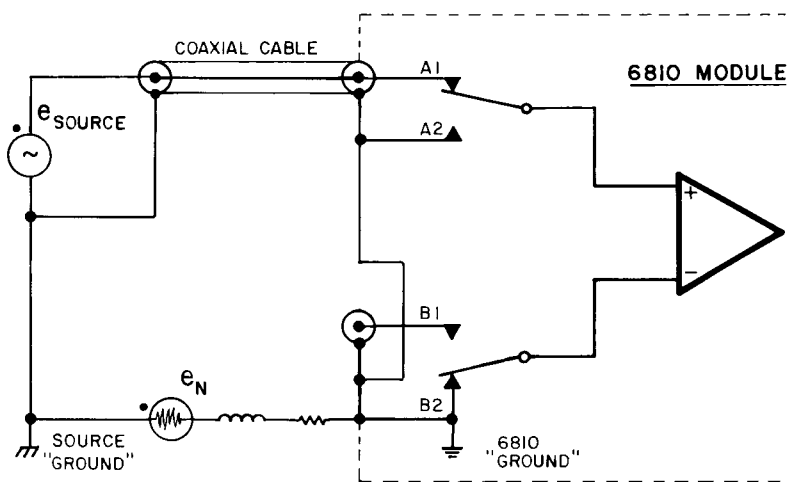 COAXIAL CABLE
A1
6810 MODULE
e SOURCE
~
A2
+
−
B1
e N
B2
SOURCE
"GROUND"
6810
"GROUND"